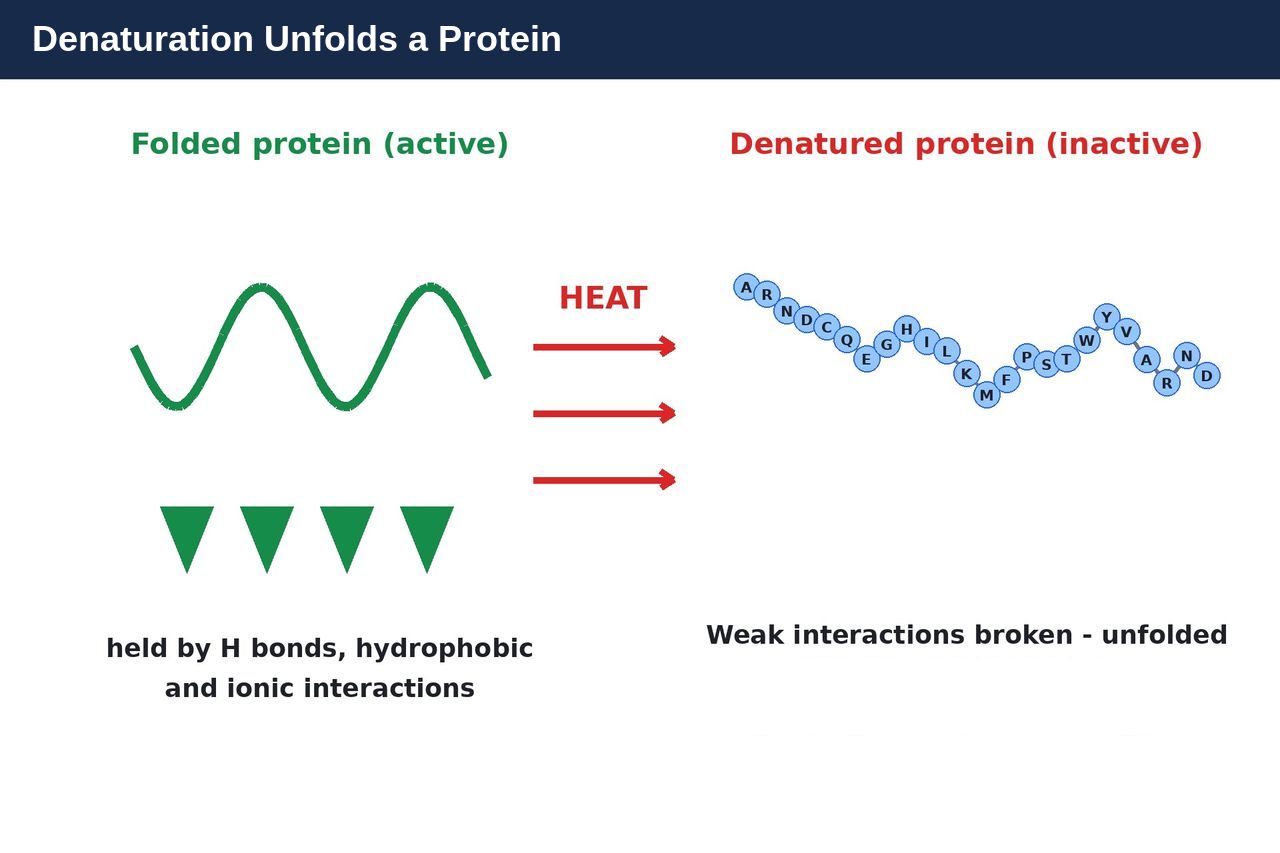 Denaturation Unfolds a Protein
Folded protein (active)
Denatured protein (inactive)
HEAT
A R N D C Q E G H I L K M F P S T W Y V A R N D
held by H bonds, hydrophobic
and ionic interactions
Weak interactions broken - unfolded